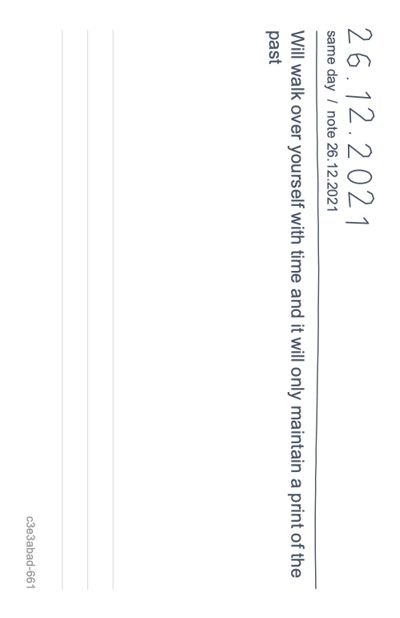 26.12.2021
same day / note 26.12.2021
Will walk over yourself with time and it will only maintain a print of the
past
c3e3abad-661